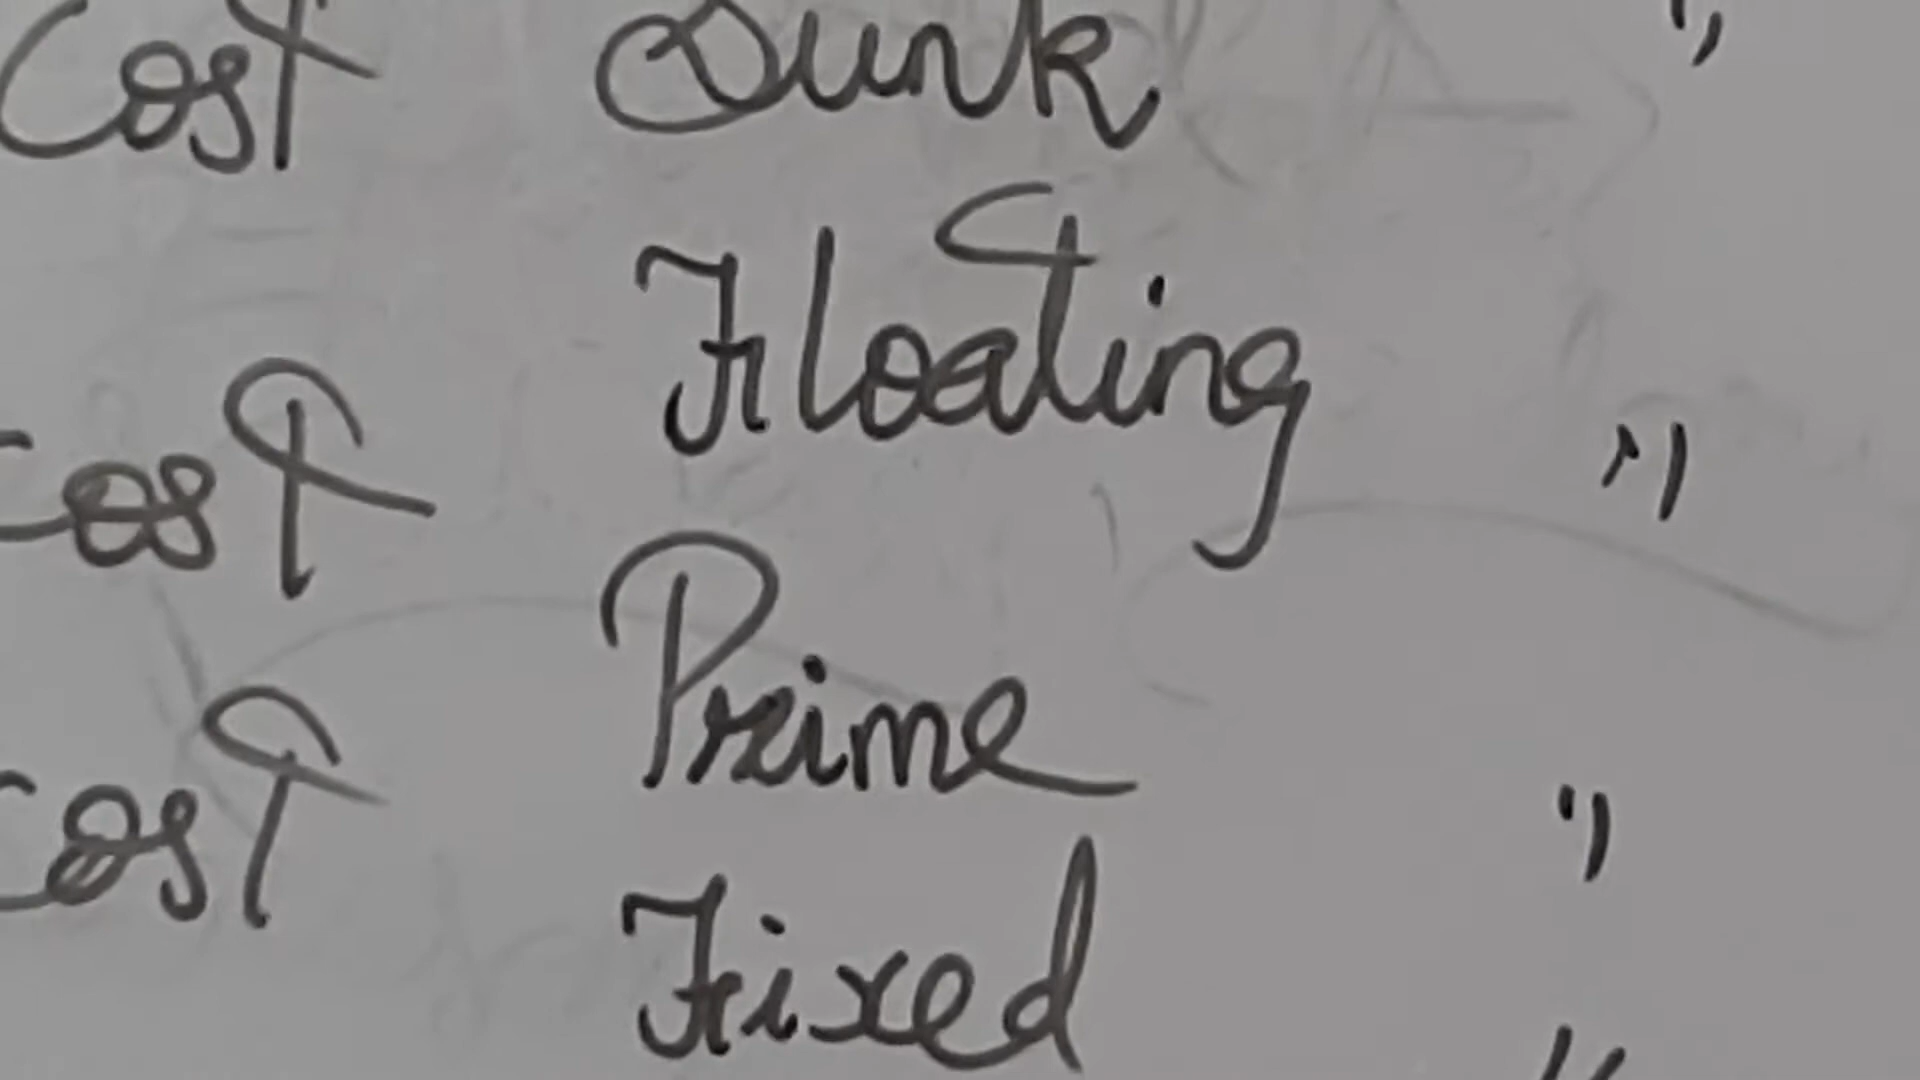 Cost Sunk "
Floating
Cost "
Prime
Cost "
Fixed "